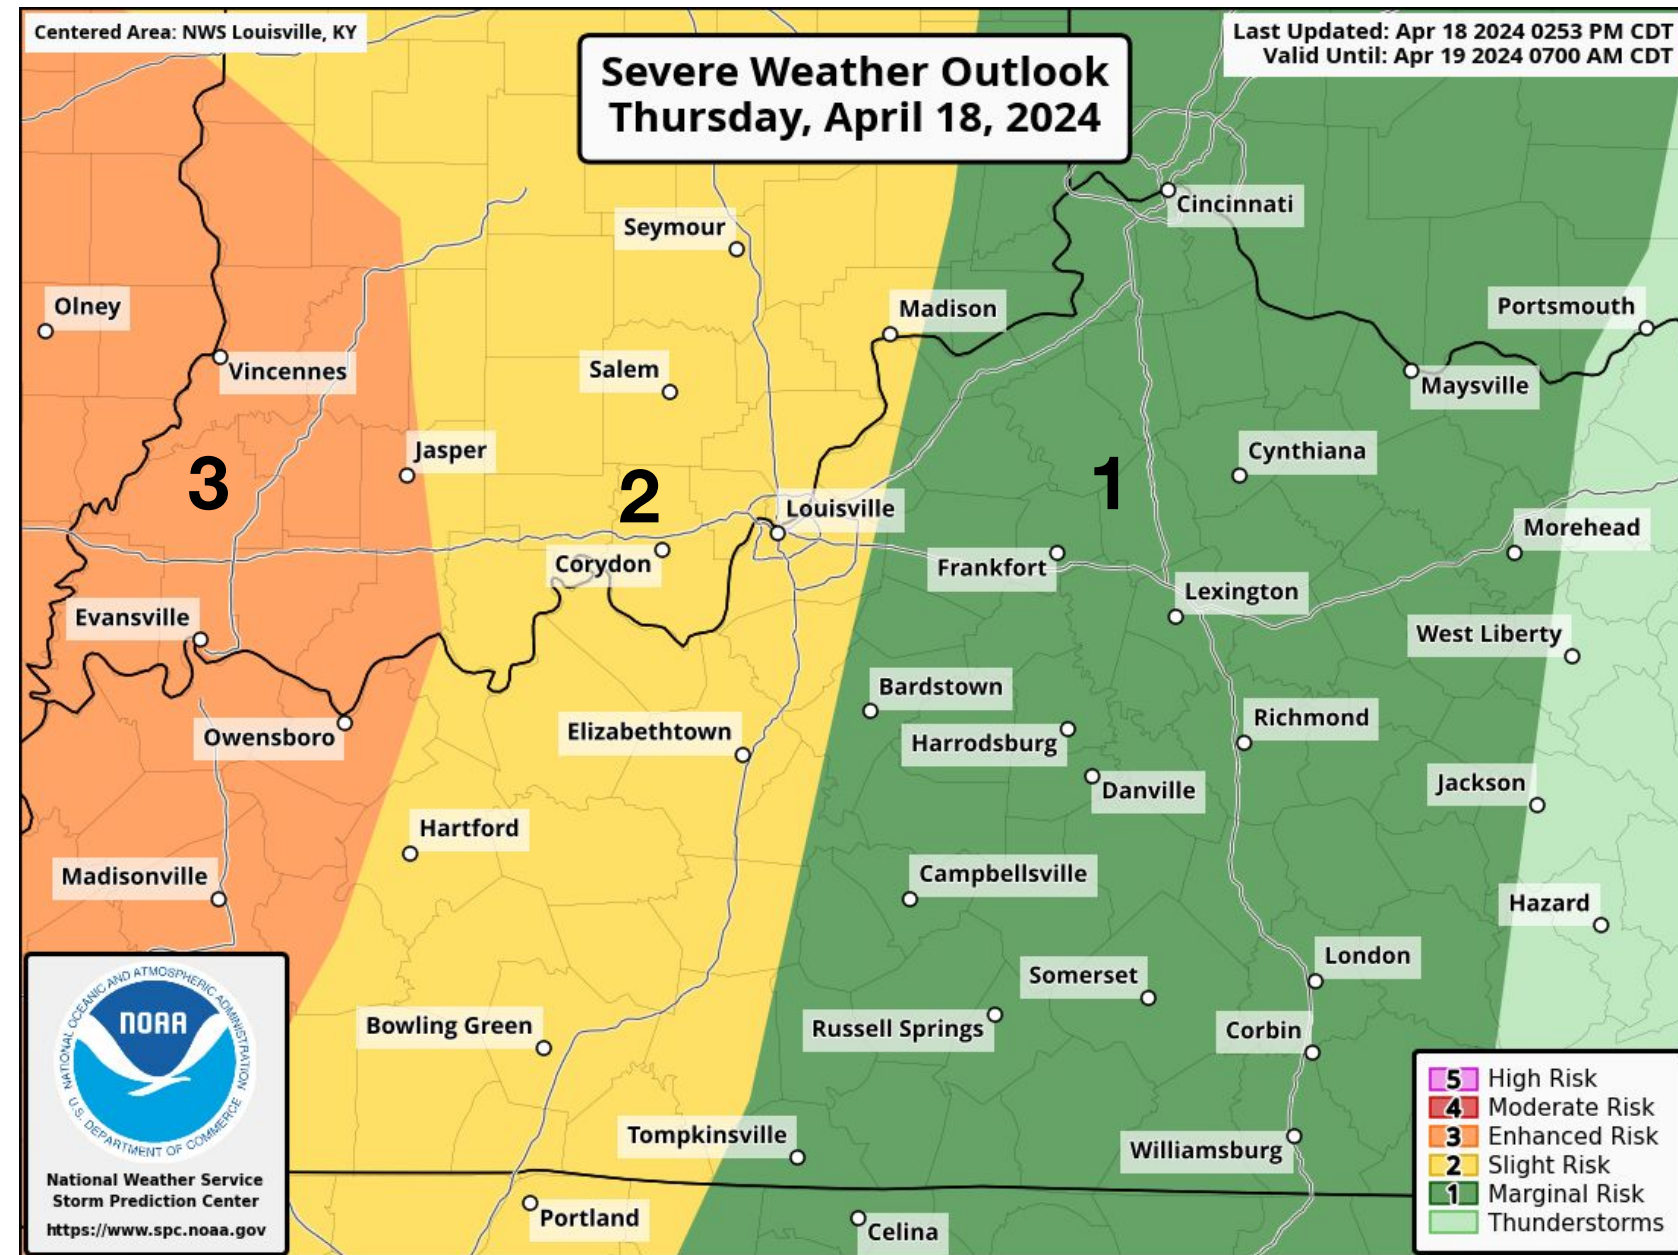 Centered Area: NWS Louisville, KY
Severe Weather Outlook
Thursday, April 18, 2024
Last Updated: Apr 18 2024 0253 PM CDT
Valid Until: Apr 19 2024 0700 AM CDT
Cincinnati
Seymour
Olney
Madison
Portsmouth
Vincennes
Salem
Maysville
Jasper
Cynthiana
3
2
1
Louisville
Morehead
Corydon
Frankfort
Lexington
Evansville
West Liberty
Bardstown
Richmond
Owensboro
Elizabethtown
Harrodsburg
Jackson
Danville
Hartford
Madisonville
Campbellsville
Hazard
London
Somerset
Bowling Green
Russell Springs
Corbin
Tompkinsville
Williamsburg
Portland
Celina
NATIONAL OCEANIC AND ATMOSPHERIC ADMINISTRATION
NOAA
U.S. DEPARTMENT OF COMMERCE
National Weather Service
Storm Prediction Center
https://www.spc.noaa.gov
5 High Risk
4 Moderate Risk
3 Enhanced Risk
2 Slight Risk
1 Marginal Risk
Thunderstorms